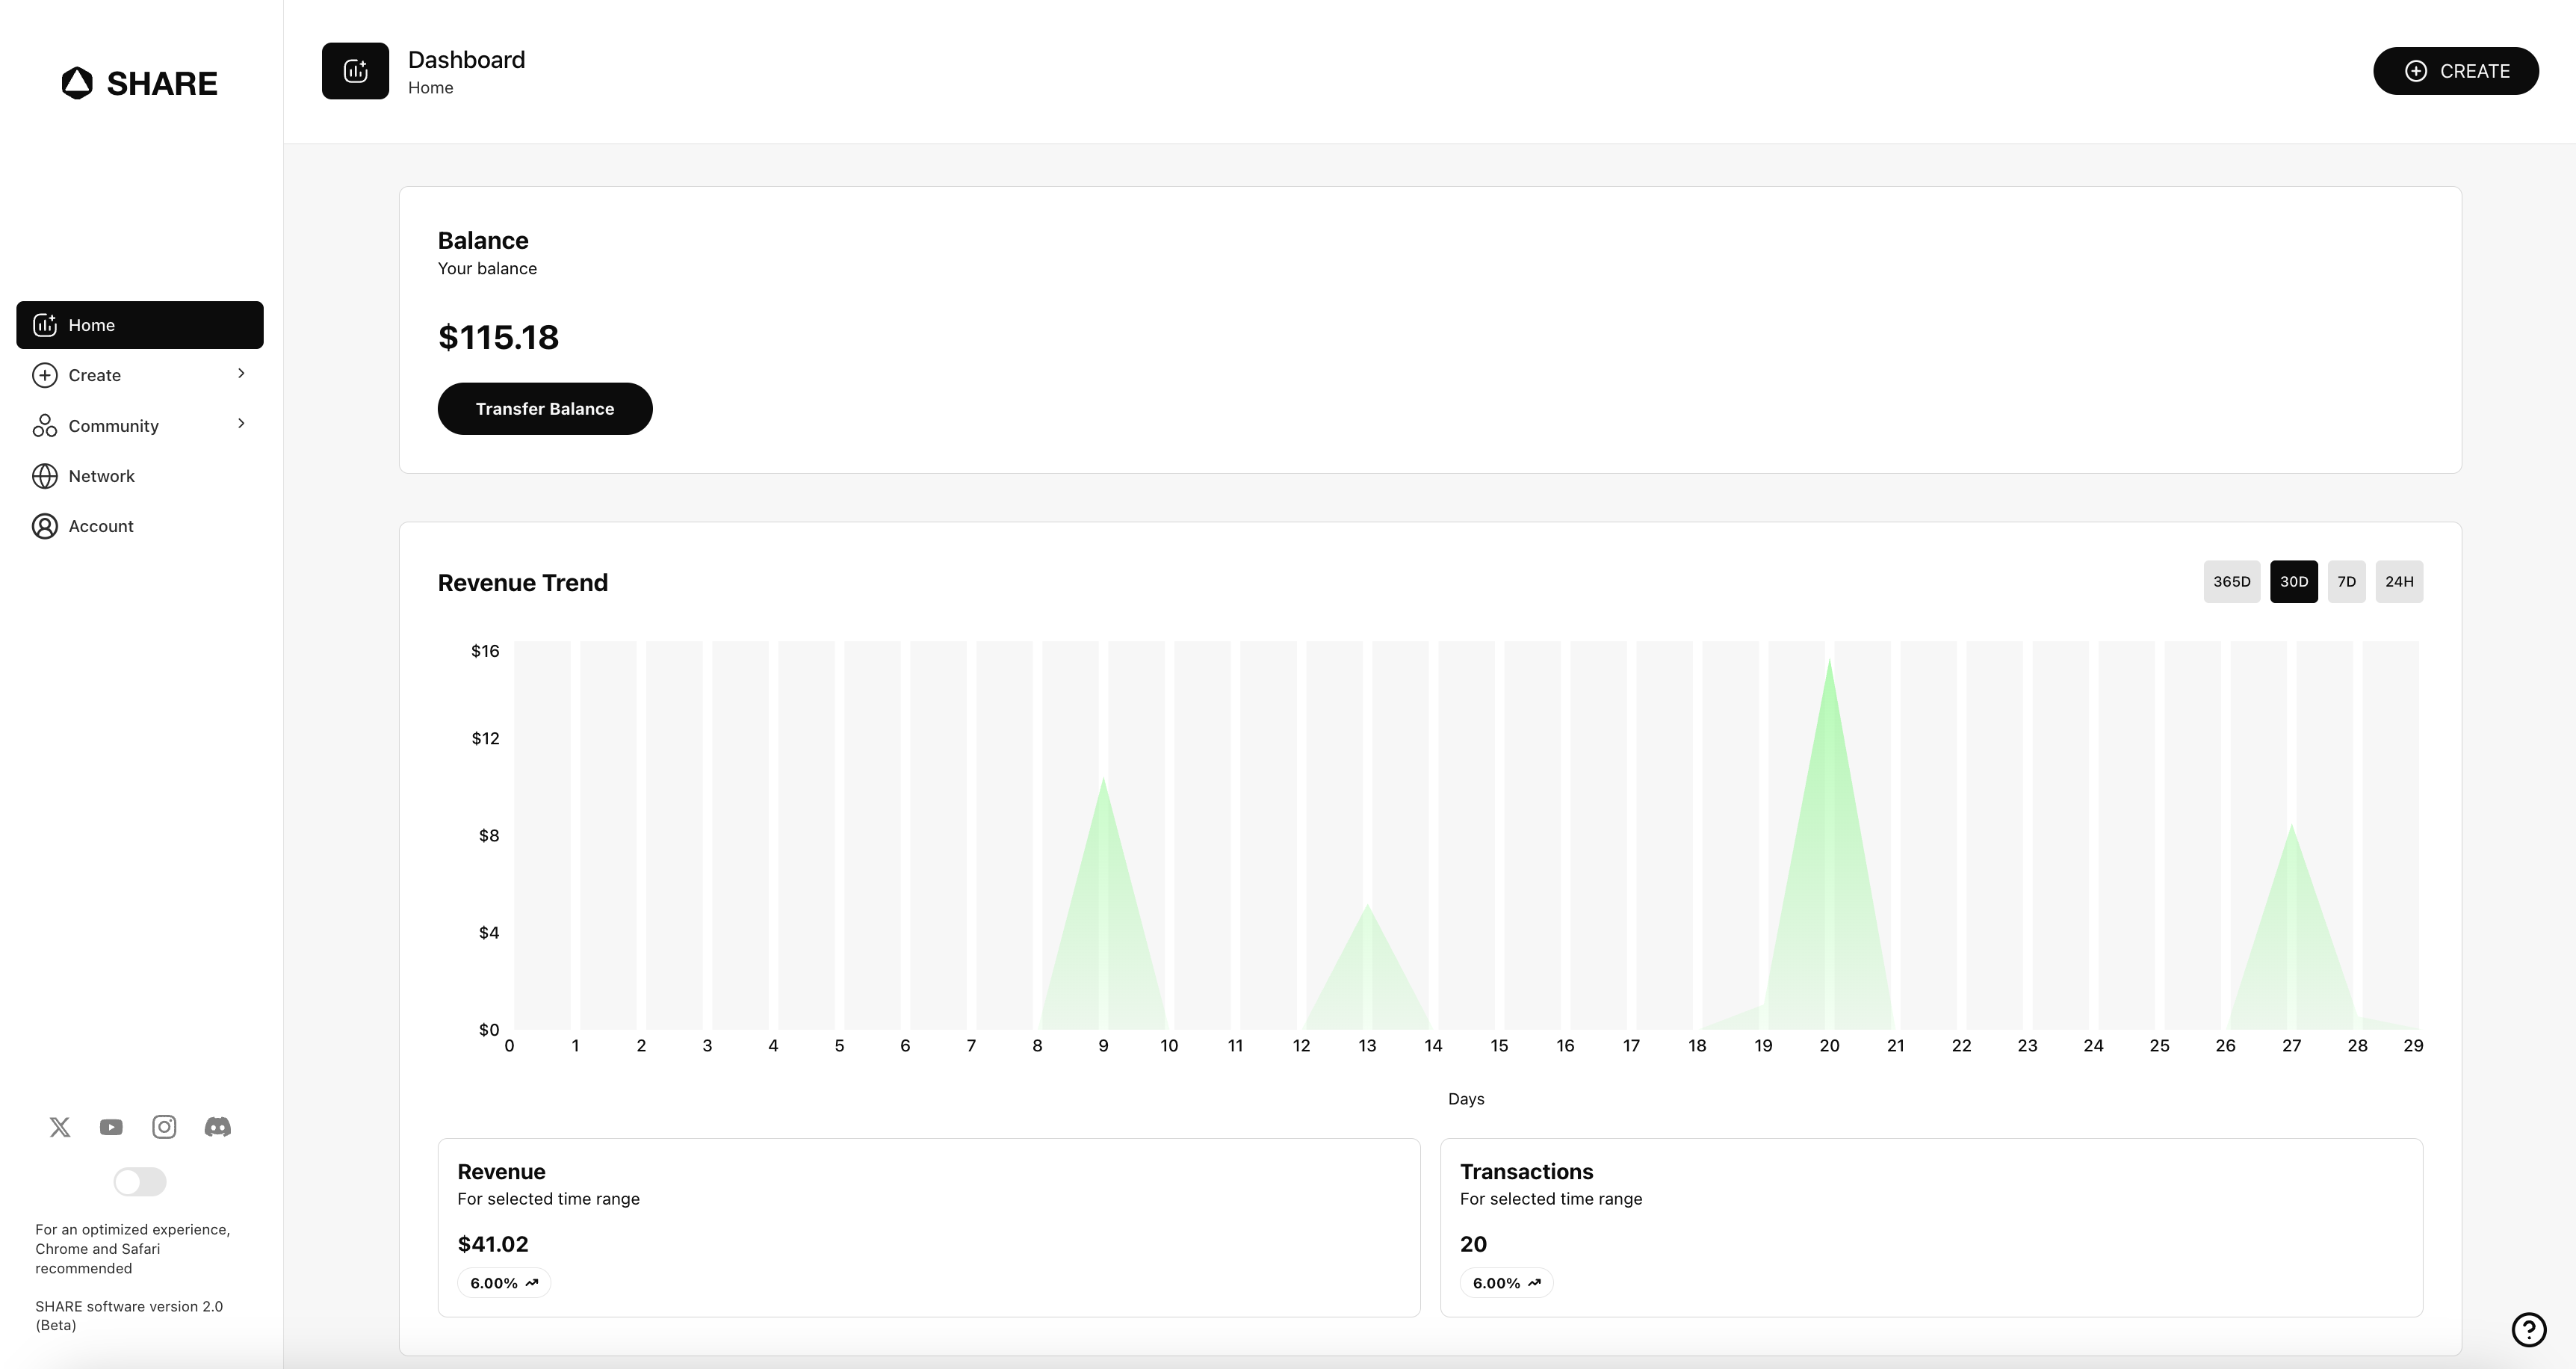 SHARE
Home
Create
Community
Network
Account
For an optimized experience,
Chrome and Safari
recommended
SHARE software version 2.0
(Beta)
Dashboard
Home
CREATE
Balance
Your balance
$115.18
Transfer Balance
Revenue Trend
365D 30D 7D 24H
$16
$12
$8
$4
$0
0 1 2 3 4 5 6 7 8 9 10 11 12 13 14 15 16 17 18 19 20 21 22 23 24 25 26 27 28 29
Days
Revenue
For selected time range
$41.02
6.00%
Transactions
For selected time range
20
6.00%